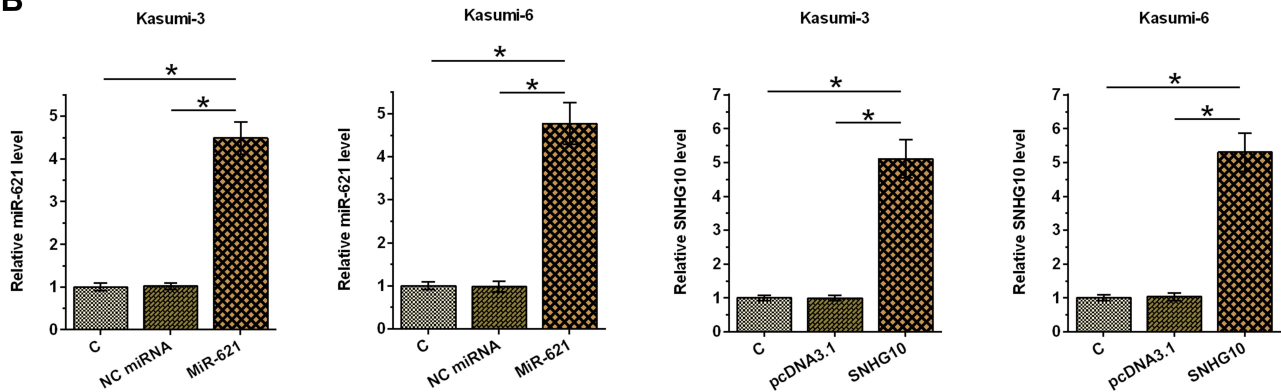 B
Kasumi-3
Relative miR-621 level
5
4
3
2
1
0
*
*
C
NC miRNA
MiR-621
Kasumi-6
Relative miR-621 level
5
4
3
2
1
0
*
*
C
NC miRNA
MiR-621
Kasumi-3
Relative SNHG10 level
7
6
5
4
3
2
1
0
*
*
C
pcDNA3.1
SNHG10
Kasumi-6
Relative SNHG10 level
7
6
5
4
3
2
1
0
*
*
C
pcDNA3.1
SNHG10